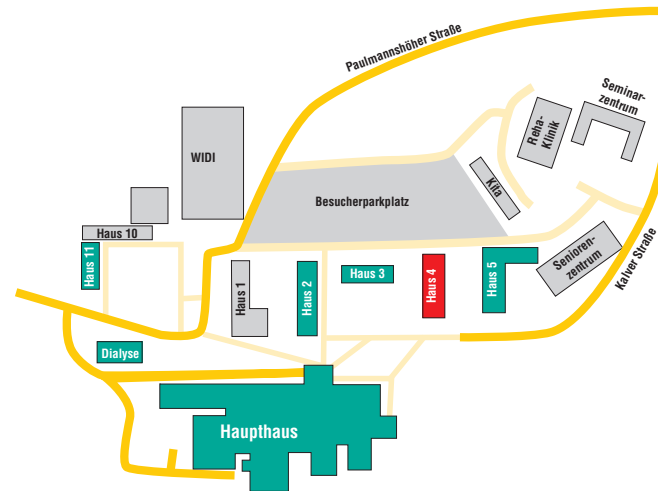 Paulmannshöher Straße
Seminar-
zentrum
Reha-
Klinik
WIDI
Kita
Besucherparkplatz
Haus 10
Haus 11
Haus 1
Haus 2
Haus 3
Haus 4
Haus 5
Senioren-
zentrum
Kalver Straße
Dialyse
Haupthaus